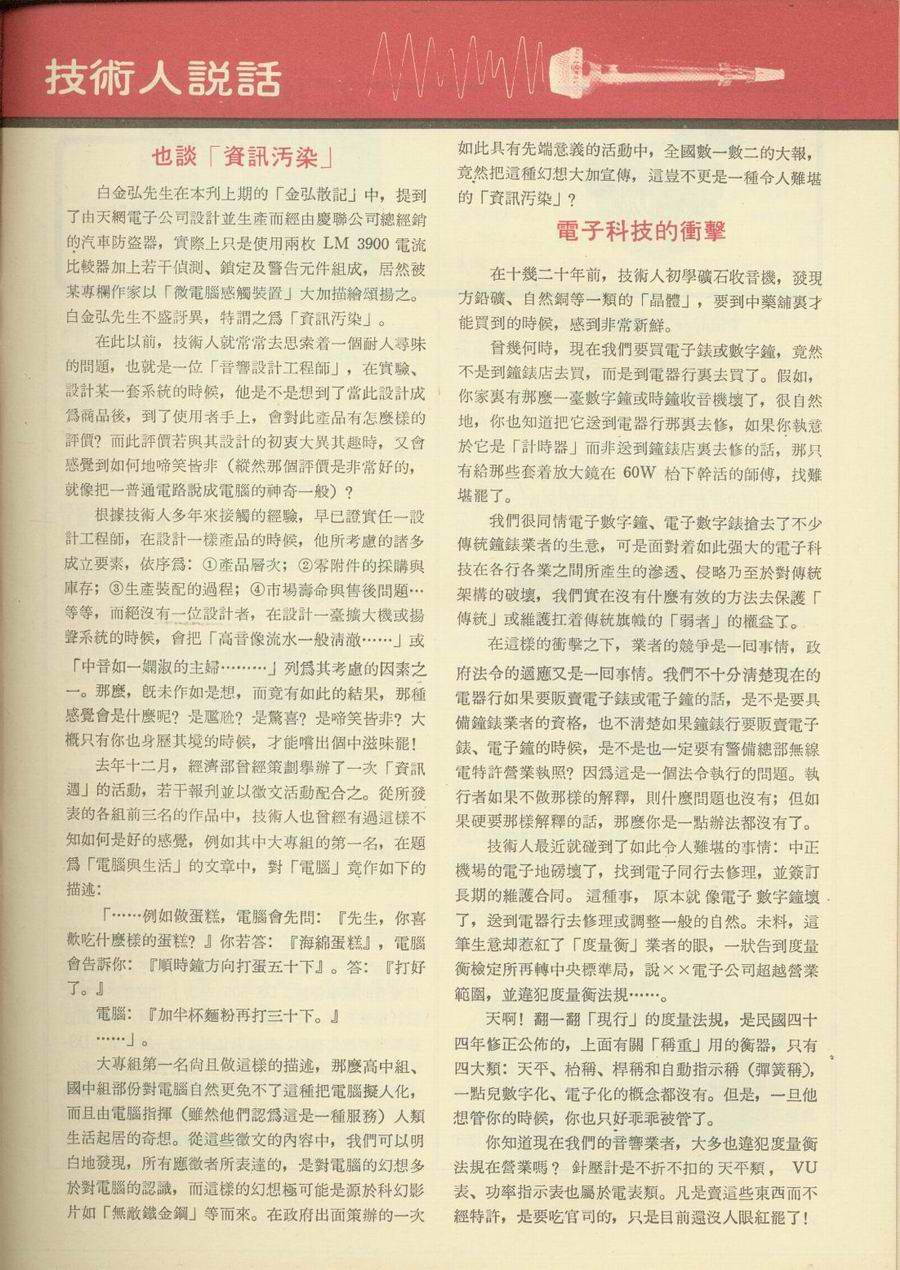 技術人説話
也談「資訊汚染」
白金弘先生在本刋上期的「金弘散記」中，提到
了由天網電子公司設計並生產而經由慶聯公司總經銷
的汽車防盜器，實際上只是使用兩枚 LM 3900 電流
比較器加上若干偵測、鎖定及警告元件組成，居然被
某專欄作家以「微電腦感觸裝置」大加描繪頌揚之。
白金弘先生不盛訝異，特謂之爲「資訊汚染」。
在此以前，技術人就常常去思索着一個耐人尋味
的問題，也就是一位「音響設計工程師」，在實驗、
設計某一套系統的時候，他是不是想到了當此設計成
爲商品後，到了使用者手上，會對此產品有怎麼樣的
評價？而此評價若與其設計的初衷大異其趣時，又會
感覺到如何地啼笑皆非（縱然那個評價是非常好的，
就像把一普通電路說成電腦的神奇一般）？
根據技術人多年來接觸的經驗，早已證實任一設
計工程師，在設計一樣產品的時候，他所考慮的諸多
成立要素，依序爲：①產品層次；②零附件的採購與
庫存；③生產裝配的過程；④市場壽命與售後問題…
等等，而絕沒有一位設計者，在設計一臺擴大機或揚
聲系統的時候，會把「高音像流水一般清澈……」或
「中音如一嫻淑的主婦………」列爲其考慮的因素之
一。那麼，旣未作如是想，而竟有如此的結果，那種
感覺會是什麼呢？是尷尬？是驚喜？是啼笑皆非？大
概只有你也身歷其境的時候，才能嚐出個中滋味罷！
去年十二月，經濟部曾經策劃舉辦了一次「資訊
週」的活動，若干報刋並以徵文活動配合之。從所發
表的各組前三名的作品中，技術人也曾經有過這樣不
知如何是好的感覺，例如其中大專組的第一名，在題
爲「電腦與生活」的文章中，對「電腦」竟作如下的
描述：
「……例如做蛋糕，電腦會先問：『先生，你喜
歡吃什麼樣的蛋糕？』你若答：『海綿蛋糕』，電腦
會告訴你：『順時鐘方向打蛋五十下』。答：『打好
了。』
電腦：『加半杯麵粉再打三十下。』
……」。
大專組第一名尙且做這樣的描述，那麼高中組、
國中組部份對電腦自然更免不了這種把電腦擬人化，
而且由電腦指揮（雖然他們認爲這是一種服務）人類
生活起居的奇想。從這些徵文的內容中，我們可以明
白地發現，所有應徵者所表達的，是對電腦的幻想多
於對電腦的認識，而這樣的幻想極可能是源於科幻影
片如「無敵鐵金鋼」等而來。在政府出面策辦的一次
如此具有先端意義的活動中，全國數一數二的大報，
竟然把這種幻想大加宣傳，這豈不更是一種令人難堪
的「資訊汚染」？
電子科技的衝擊
在十幾二十年前，技術人初學礦石收音機，發現
方鉛礦、自然銅等一類的「晶體」，要到中藥舖裏才
能買到的時候，感到非常新鮮。
曾幾何時，現在我們要買電子錶或數字鐘，竟然
不是到鐘錶店去買，而是到電器行裏去買了。假如，
你家裏有那麼一臺數字鐘或時鐘收音機壞了，很自然
地，你也知道把它送到電器行那裏去修，如果你執意
於它是「計時器」而非送到鐘錶店裏去修的話，那只
有給那些套着放大鏡在 60W 枱下幹活的師傅，找難
堪罷了。
我們很同情電子數字鐘、電子數字錶搶去了不少
傳統鐘錶業者的生意，可是面對着如此强大的電子科
技在各行各業之間所產生的滲透、侵略乃至於對傳統
架構的破壞，我們實在沒有什麼有效的方法去保護「
傳統」或維護扛着傳統旗幟的「弱者」的權益了。
在這樣的衝擊之下，業者的競爭是一回事情，政
府法令的適應又是一回事情。我們不十分清楚現在的
電器行如果要販賣電子錶或電子鐘的話，是不是要具
備鐘錶業者的資格，也不清楚如果鐘錶行要販賣電子
錶、電子鐘的時候，是不是也一定要有警備總部無線
電特許營業執照？因爲這是一個法令執行的問題。執
行者如果不做那樣的解釋，則什麼問題也沒有；但如
果硬要那樣解釋的話，那麼你是一點辦法都沒有了。
技術人最近就碰到了如此令人難堪的事情：中正
機場的電子地磅壞了，找到電子同行去修理，並簽訂
長期的維護合同。這種事，原本就像電子數字鐘壞
了，送到電器行去修理或調整一般的自然。未料，這
筆生意却惹紅了「度量衡」業者的眼，一狀告到度量
衡檢定所再轉中央標準局，說××電子公司超越營業
範圍，並違犯度量衡法規……。
天啊！翻一翻「現行」的度量法規，是民國四十
四年修正公佈的，上面有關「稱重」用的衡器，只有
四大類：天平、枱稱、桿稱和自動指示稱（彈簧稱），
一點兒數字化、電子化的概念都沒有。但是，一旦他
想管你的時候，你也只好乖乖被管了。
你知道現在我們的音響業者，大多也違犯度量衡
法規在營業嗎？針壓計是不折不扣的天平類，VU
表、功率指示表也屬於電表類。凡是賣這些東西而不
經特許，是要吃官司的，只是目前還沒人眼紅罷了！